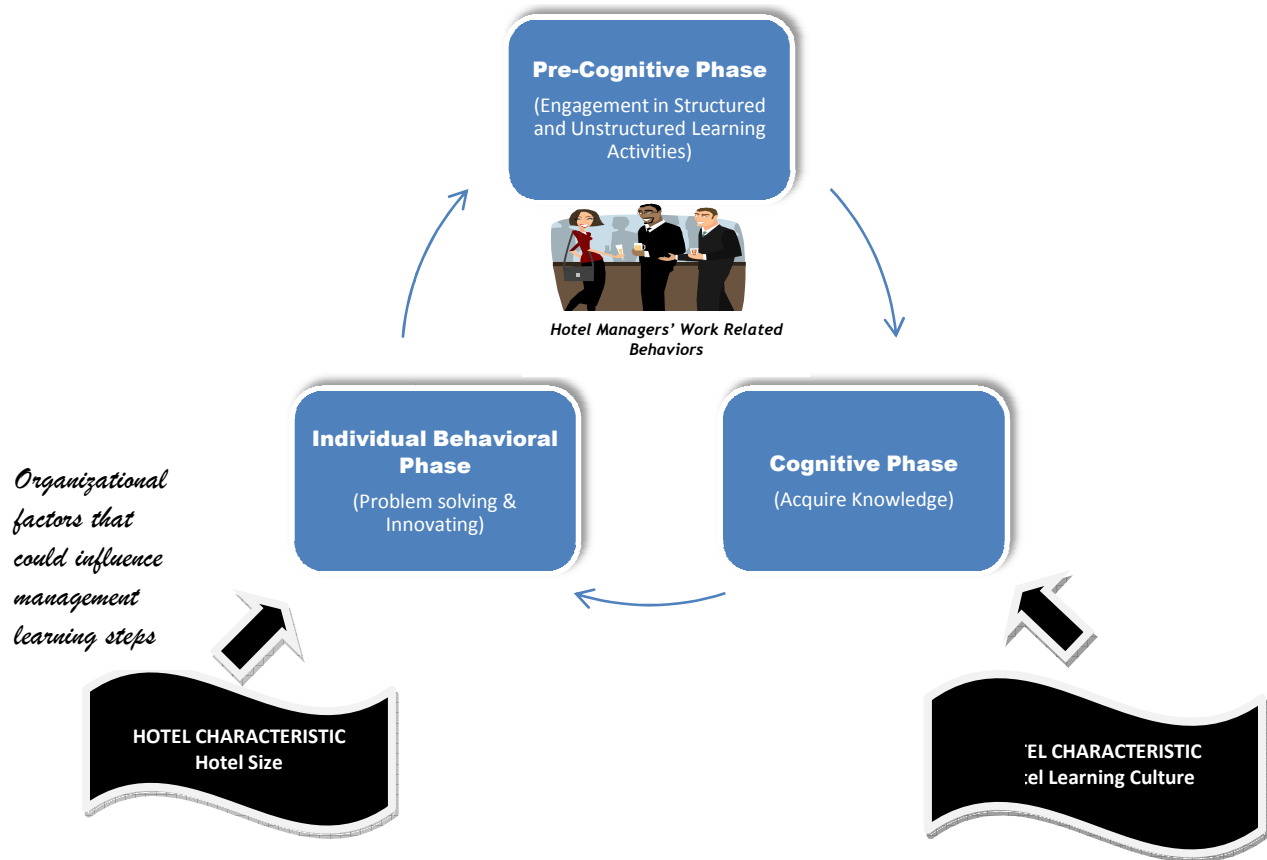 Pre-Cognitive Phase
(Engagement in Structured
and Unstructured Learning
Activities)
Hotel Managers’ Work Related
Behaviors
Individual Behavioral
Phase
(Problem solving &
Innovating)
Cognitive Phase
(Acquire Knowledge)
Organizational
factors that
could influence
management
learning steps
HOTEL CHARACTERISTIC
Hotel Size
CHARACTERISTIC
Learning Culture